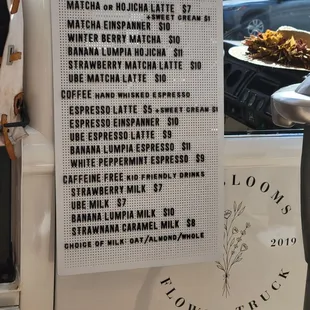 MATCHA OR HOJICHA LATTE $7
+SWEET CREAM $1
MATCHA EINSPANNER $10
WINTER BERRY MATCHA $10
BANANA LUMPIA HOJICHA $11
STRAWBERRY MATCHA LATTE $10
UBE MATCHA LATTE $10
COFFEE HAND WHISKED ESPRESSO
ESPRESSO LATTE $5 +SWEET CREAM $1
ESPRESSO EINSPANNER $10
UBE ESPRESSO LATTE $9
BANANA LUMPIA ESPRESSO $11
WHITE PEPPERMINT ESPRESSO $9
CAFFEINE FREE KID FRIENDLY DRINKS
STRAWBERRY MILK $7
UBE MILK $7
BANANA LUMPIA MILK $10
STRAWNANA CARAMEL MILK $8
CHOICE OF MILK: OAT/ALMOND/WHOLE
LOOMS
2019
FLOWER TRUCK